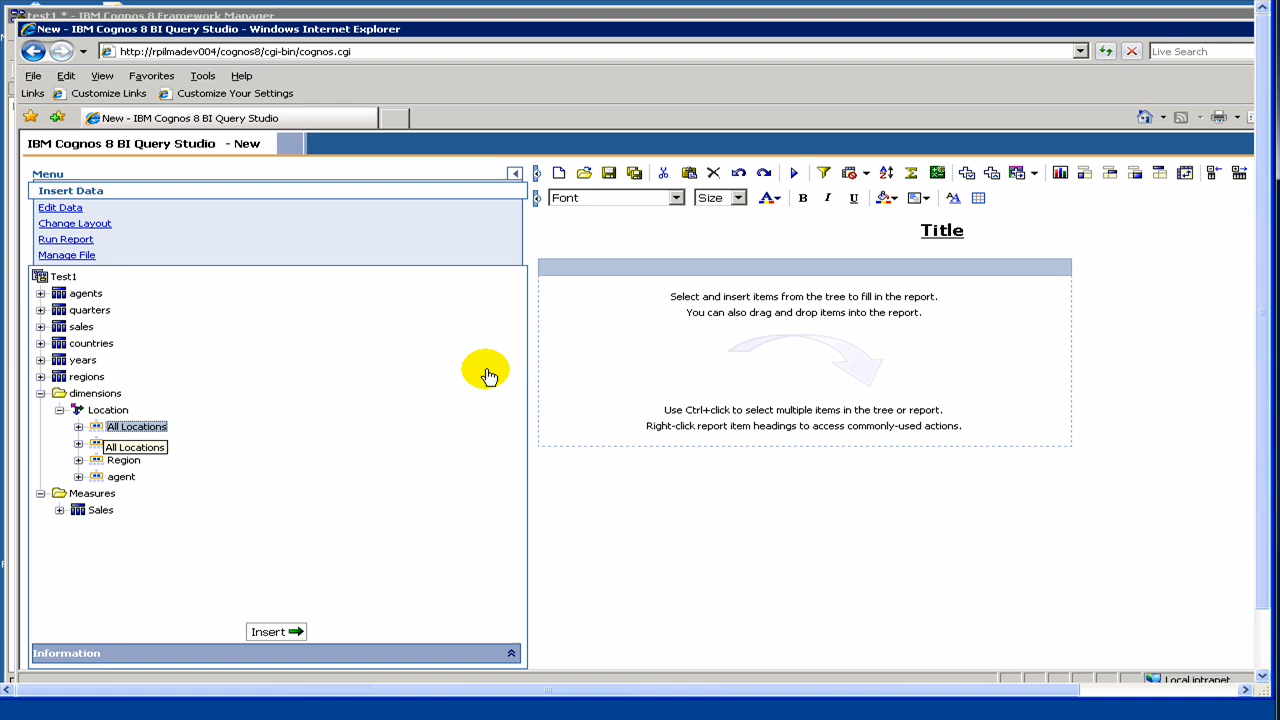 test1 * - IBM Cognos 8 Framework Manager
New - IBM Cognos 8 BI Query Studio - Windows Internet Explorer
http://rpilmadev004/cognos8/cgi-bin/cognos.cgi
Live Search
File Edit View Favorites Tools Help
Links Customize Links Customize Your Settings
New - IBM Cognos 8 BI Query Studio
IBM Cognos 8 BI Query Studio - New
Menu
Insert Data
Edit Data
Change Layout
Run Report
Manage File
Font Size A B I U
Title
Test1
agents
quarters
sales
countries
years
regions
dimensions
Location
All Locations
All Locations
Region
agent
Measures
Sales
Select and insert items from the tree to fill in the report.
You can also drag and drop items into the report.
Use Ctrl+click to select multiple items in the tree or report.
Right-click report item headings to access commonly-used actions.
Insert
Information
Local intranet